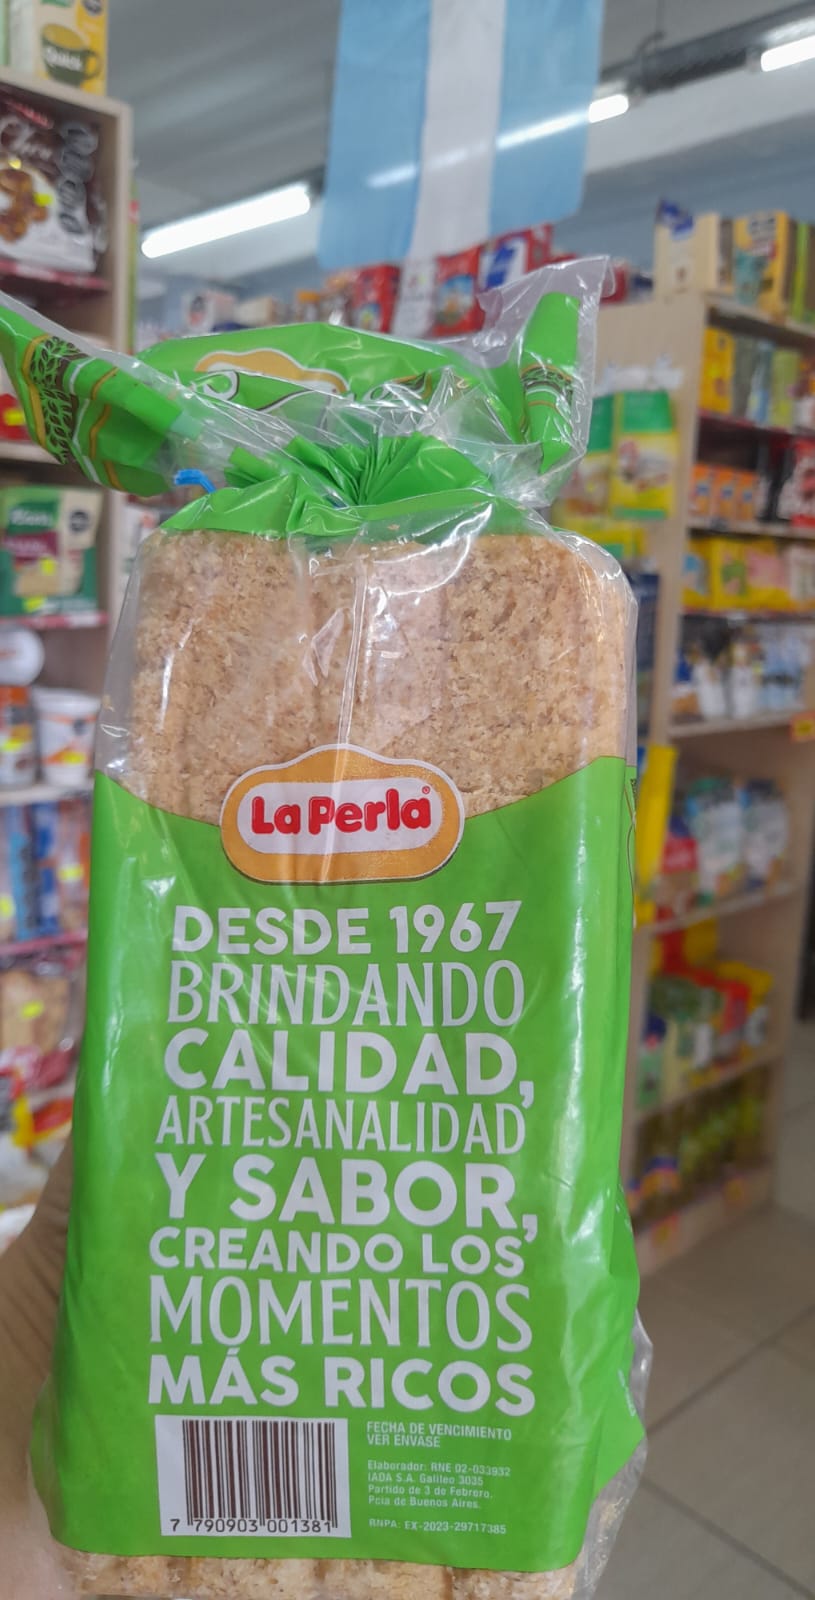 La Perla®
DESDE 1967
BRINDANDO
CALIDAD,
ARTESANALIDAD
Y SABOR,
CREANDO LOS
MOMENTOS
MÁS RICOS
FECHA DE VENCIMIENTO
VER ENVASE
Elaborador: RNE 02-033932
IADA S.A. Galileo 3035
Partido de 3 de Febrero.
Pcia de Buenos Aires.
RNPA: EX-2023-29717385
7 790903 001381